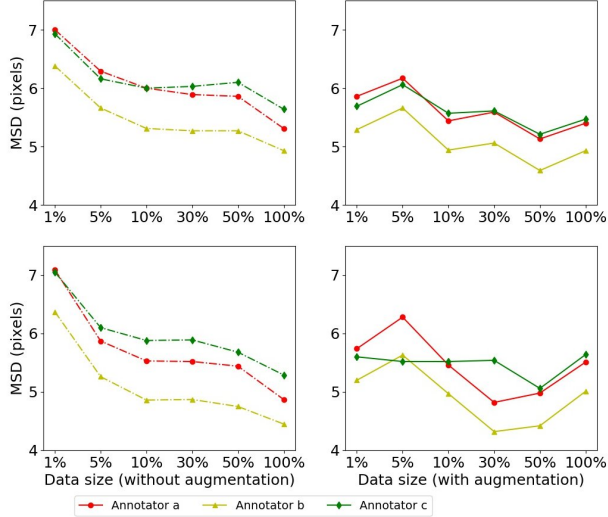 MSD (pixels)
7
6
5
4
1% 5% 10% 30% 50% 100%
7
6
5
4
1% 5% 10% 30% 50% 100%
MSD (pixels)
7
6
5
4
1% 5% 10% 30% 50% 100%
Data size (without augmentation)
7
6
5
4
1% 5% 10% 30% 50% 100%
Data size (with augmentation)
Annotator a Annotator b Annotator c